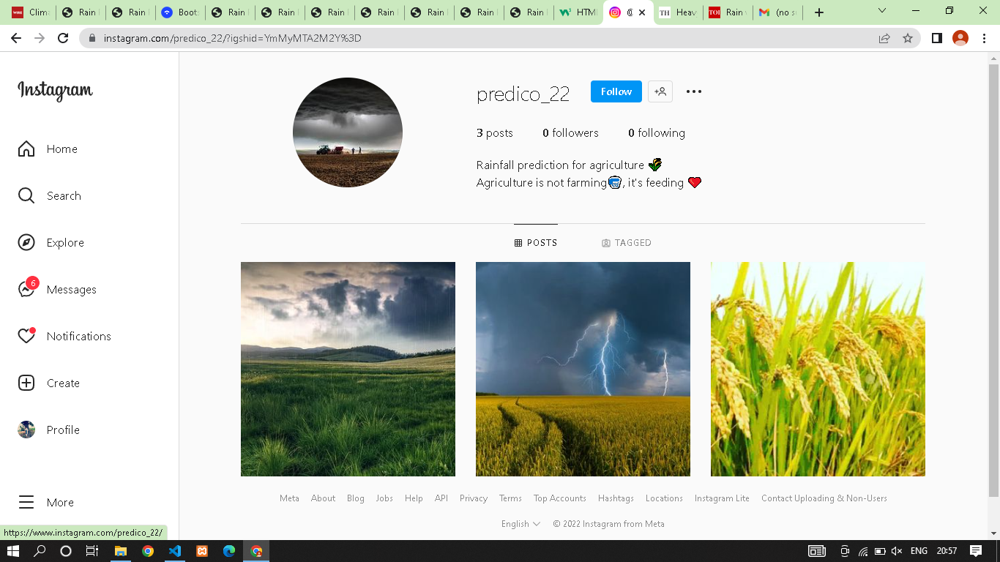 Clim
Rain
Rain
Boots
Rain
Rain
Rain
Rain
Rain
Rain
Rain
HTM
Heav
Rain
(no s
instagram.com/predico_22/?igshid=YmMyMTA2M2Y%3D
Instagram
Home
Search
Explore
6
Messages
Notifications
Create
Profile
More
predico_22
Follow
3 posts 0 followers 0 following
Rainfall prediction for agriculture
Agriculture is not farming, it's feeding
POSTS TAGGED
Meta About Blog Jobs Help API Privacy Terms Top Accounts Hashtags Locations Instagram Lite Contact Uploading & Non-Users
English © 2022 Instagram from Meta
https://www.instagram.com/predico_22/
ENG 20:57